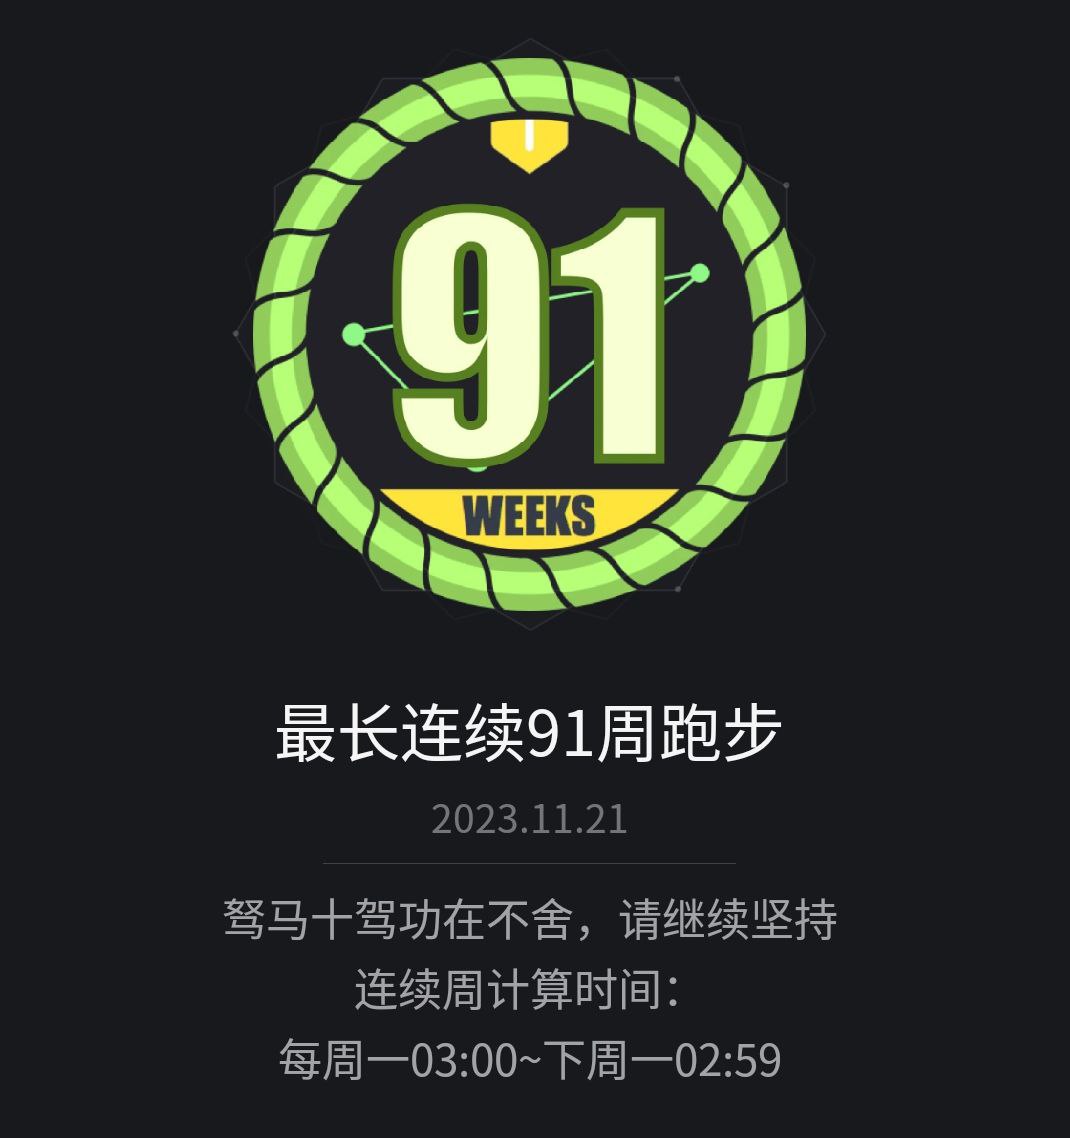 91
WEEKS
最长连续91周跑步
2023.11.21
驽马十驾功在不舍，请继续坚持
连续周计算时间：
每周一03:00~下周一02:59